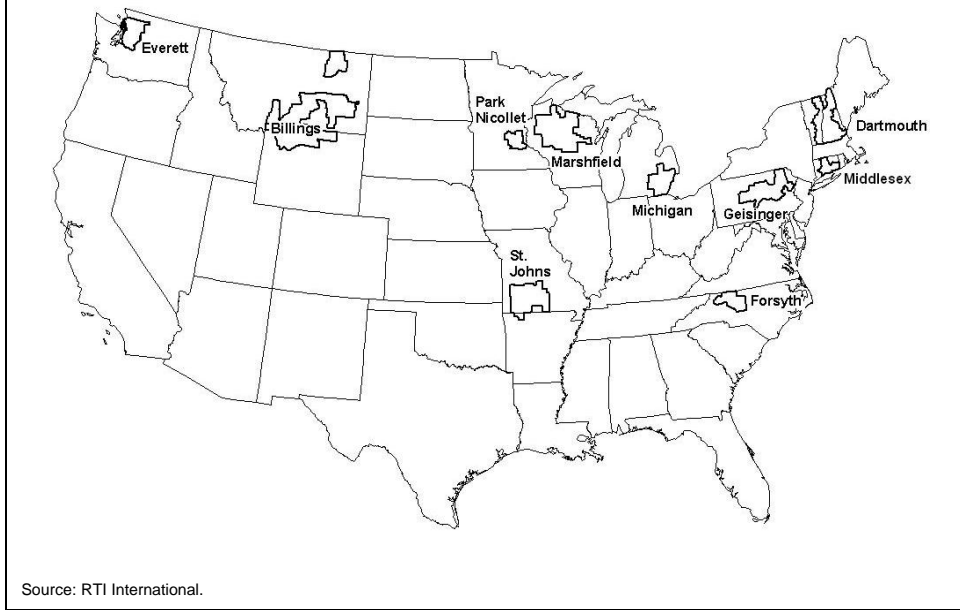 Everett
Billings
Park
Nicollet
Marshfield
Michigan
Dartmouth
Middlesex
Geisinger
St.
Johns
Forsyth
Source: RTI International.